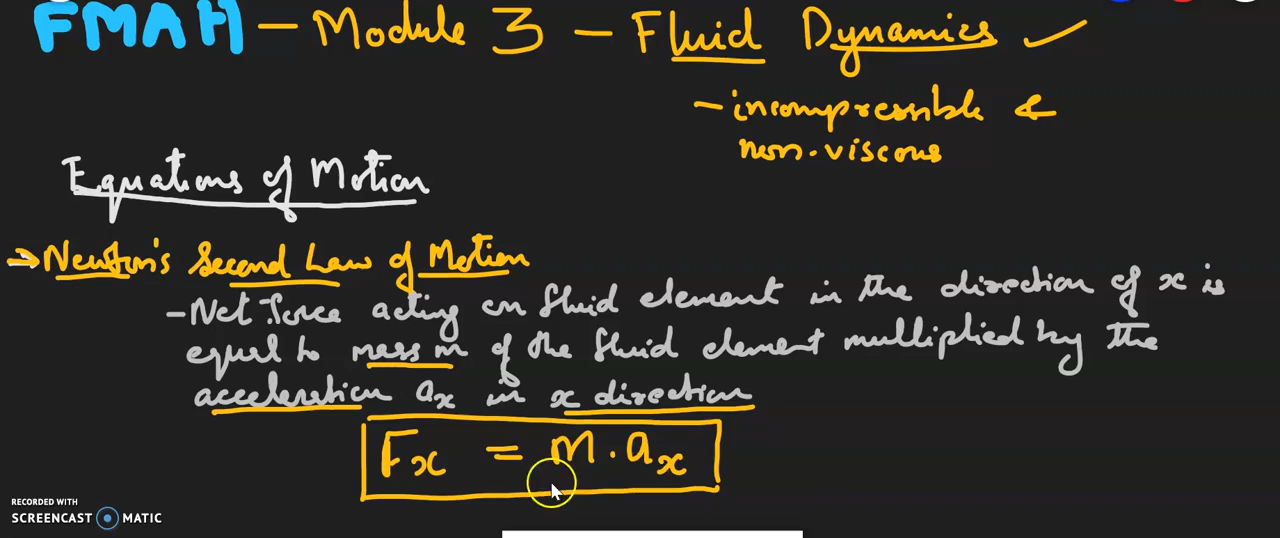 FMAH - Module 3 - Fluid Dynamics ✓
- incompressible &
non-viscous
Equations of Motion
→ Newton's Second Law of Motion
- Net force acting on fluid element in the direction of x is
equal to mass m of the fluid element multiplied by the
acceleration ax in x direction
Fx = m.ax
RECORDED WITH
SCREENCAST MATIC